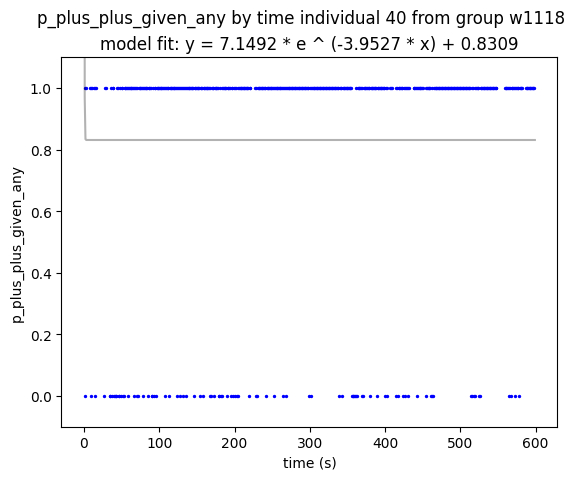 p_plus_plus_given_any by time individual 40 from group w1118
model fit: y = 7.1492 * e ^ (-3.9527 * x) + 0.8309
1.0
0.8
0.6
0.4
0.2
0.0
p_plus_plus_given_any
0 100 200 300 400 500 600
time (s)